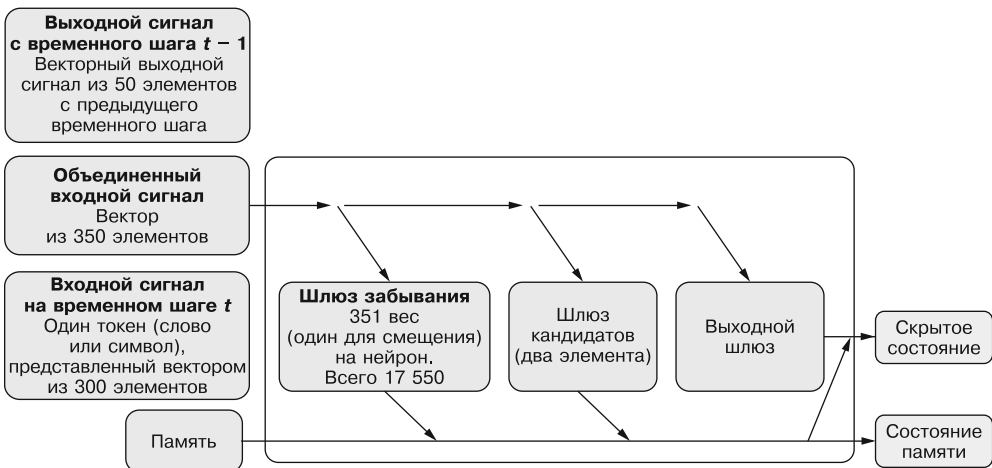 Выходной сигнал
с временного шага t − 1
Векторный выходной
сигнал из 50 элементов
с предыдущего
временного шага
Объединенный
входной сигнал
Вектор
из 350 элементов
Входной сигнал
на временном шаге t
Один токен (слово
или символ),
представленный вектором
из 300 элементов
Память
Шлюз забывания
351 вес
(один для смещения)
на нейрон.
Всего 17 550
Шлюз
кандидатов
(два элемента)
Выходной
шлюз
Скрытое
состояние
Состояние
памяти